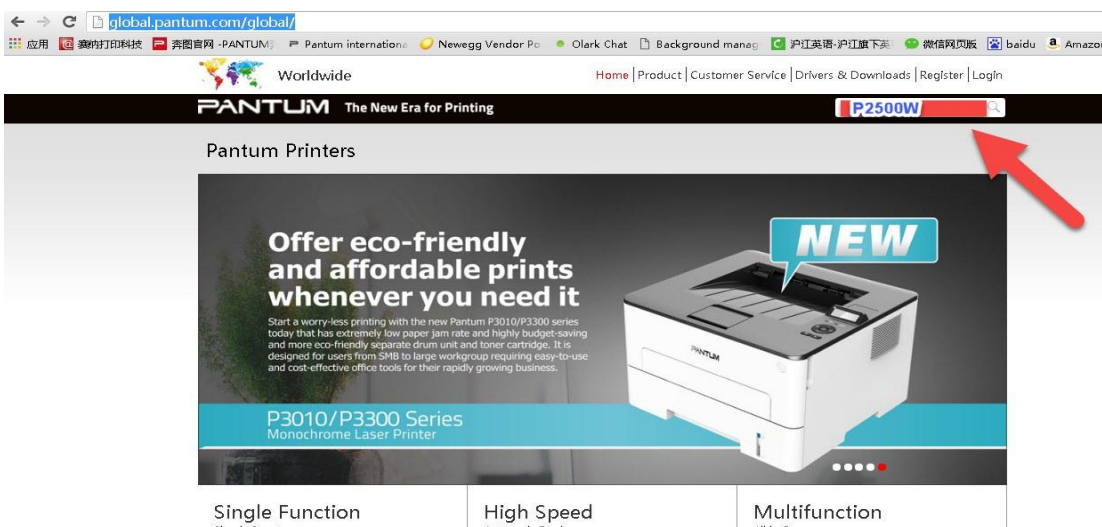 global.pantum.com/global/
应用 赛纳打印科技 奔图官网 -PANTUM Pantum internationa Newegg Vendor Po Olark Chat Background manag 沪江英语-沪江旗下英 微信网页版 baidu Amazon
Worldwide
Home | Product | Customer Service | Drivers & Downloads | Register | Login
PANTUM The New Era for Printing
P2500W
Pantum Printers
NEW
Offer eco-friendly
and affordable prints
whenever you need it
Start a worry-less printing with the new Pantum P3010/P3300 series
today that has extremely low paper jam rate and highly budget-saving
and more eco-friendly separate drum unit and toner cartridge. It is
designed for users from SMB to large workgroup requiring easy-to-use
and cost-effective office tools for their rapidly growing business.
PANTUM
P3010/P3300 Series
Monochrome Laser Printer
Single Function High Speed Multifunction